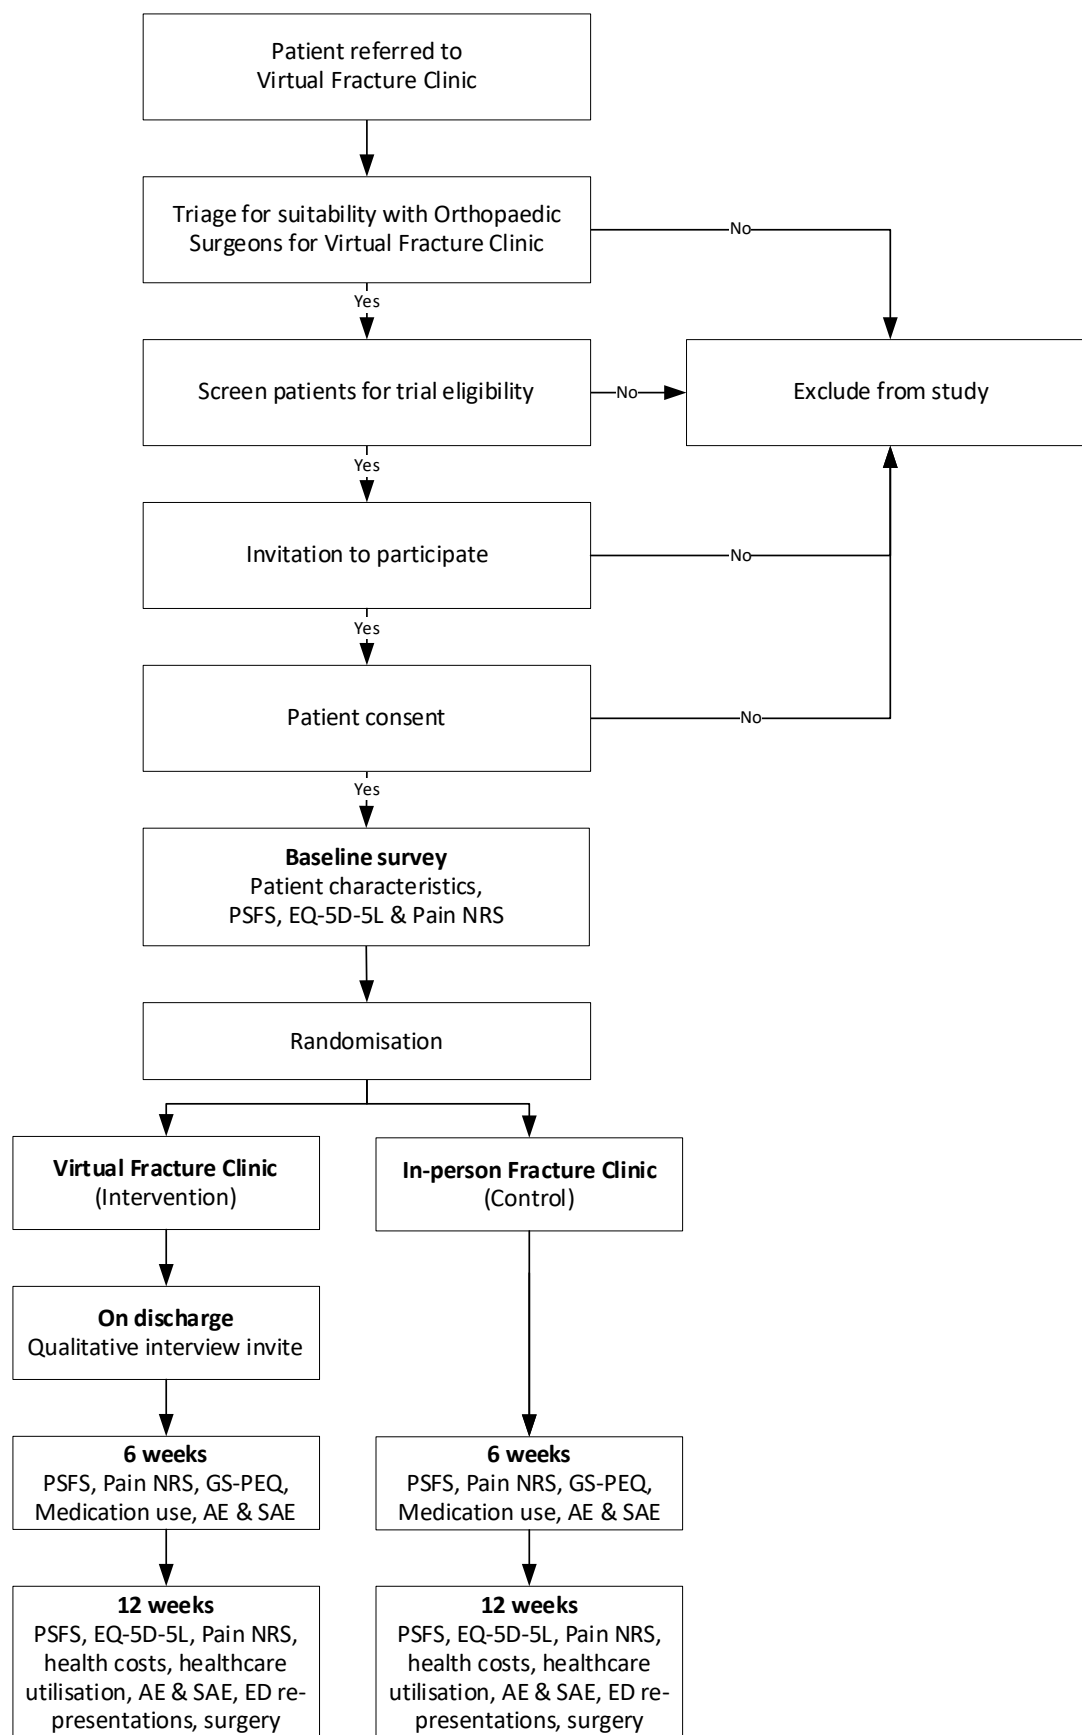 Patient referred to
Virtual Fracture Clinic
Triage for suitability with Orthopaedic
Surgeons for Virtual Fracture Clinic
No
Yes
Screen patients for trial eligibility
No
Exclude from study
Yes
Invitation to participate
No
Yes
Patient consent
No
Yes
Baseline survey
Patient characteristics,
PSFS, EQ-5D-5L & Pain NRS
Randomisation
Virtual Fracture Clinic
(Intervention)
In-person Fracture Clinic
(Control)
On discharge
Qualitative interview invite
6 weeks
PSFS, Pain NRS, GS-PEQ,
Medication use, AE & SAE
6 weeks
PSFS, Pain NRS, GS-PEQ,
Medication use, AE & SAE
12 weeks
PSFS, EQ-5D-5L, Pain NRS,
health costs, healthcare
utilisation, AE & SAE, ED re-
presentations, surgery
12 weeks
PSFS, EQ-5D-5L, Pain NRS,
health costs, healthcare
utilisation, AE & SAE, ED re-
presentations, surgery